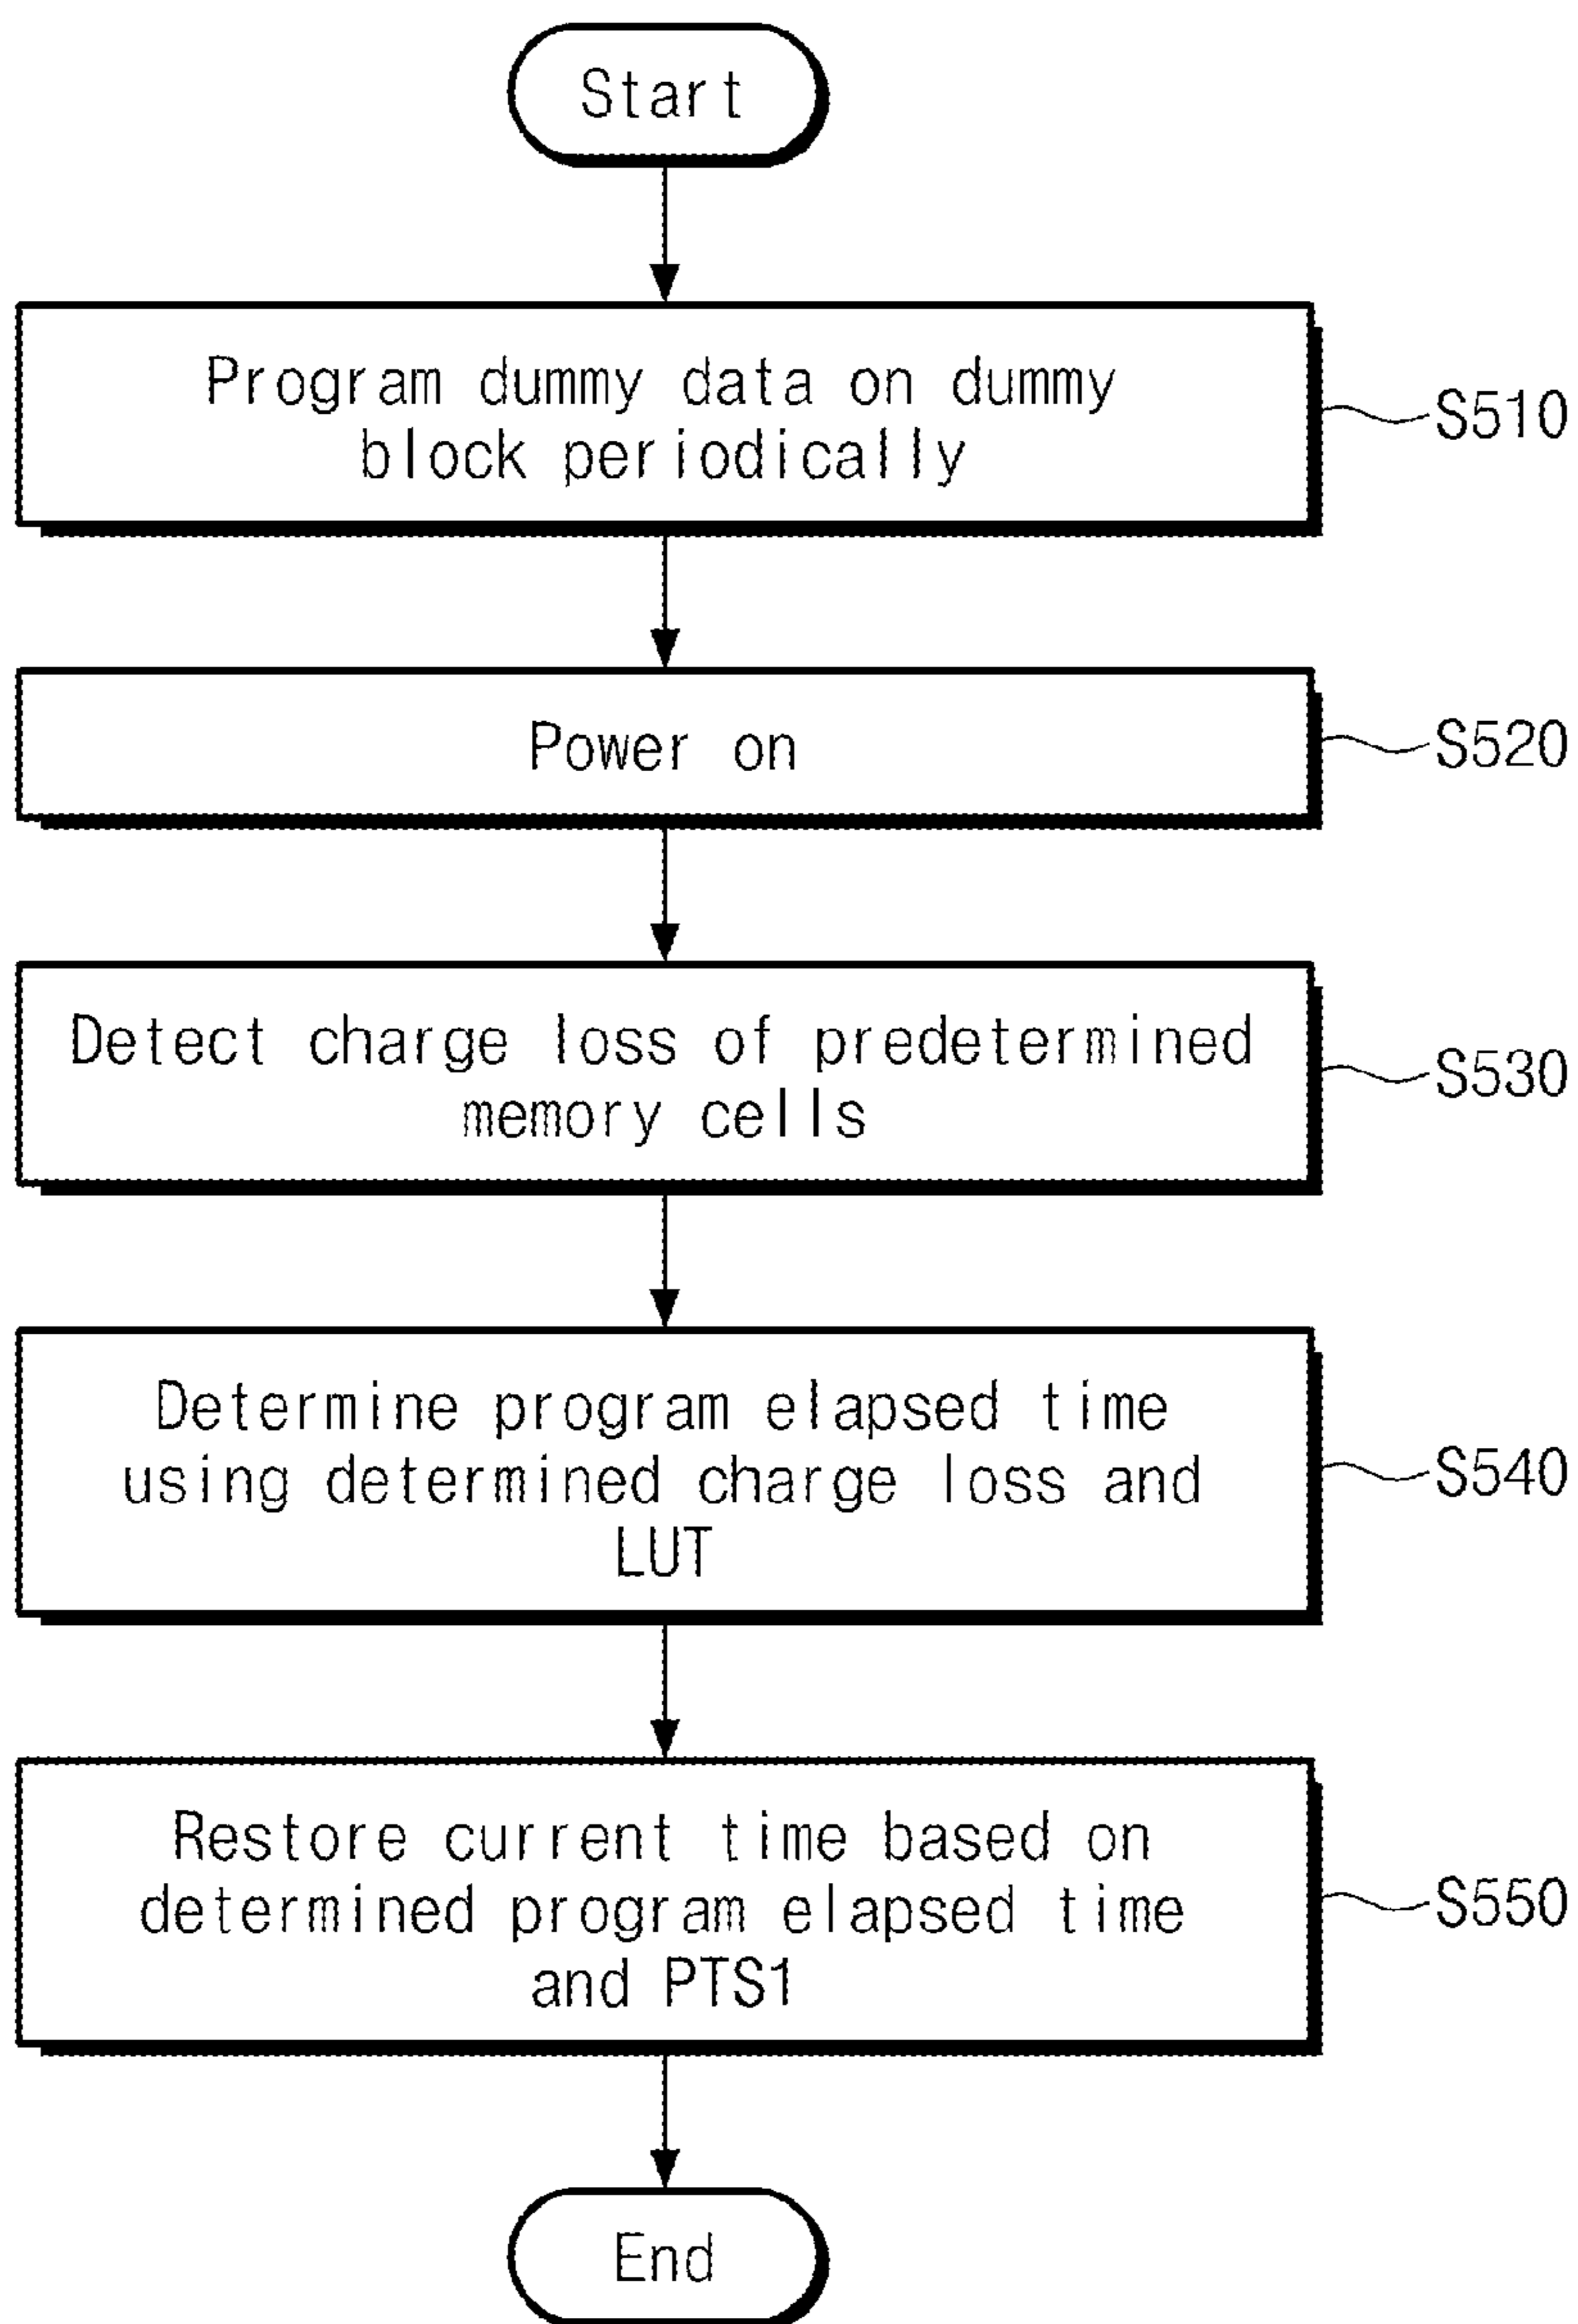 Start
Program dummy data on dummy
block periodically
S510
Power on
S520
Detect charge loss of predetermined
memory cells
S530
Determine program elapsed time
using determined charge loss and
LUT
S540
Restore current time based on
determined program elapsed time
and PTS1
S550
End